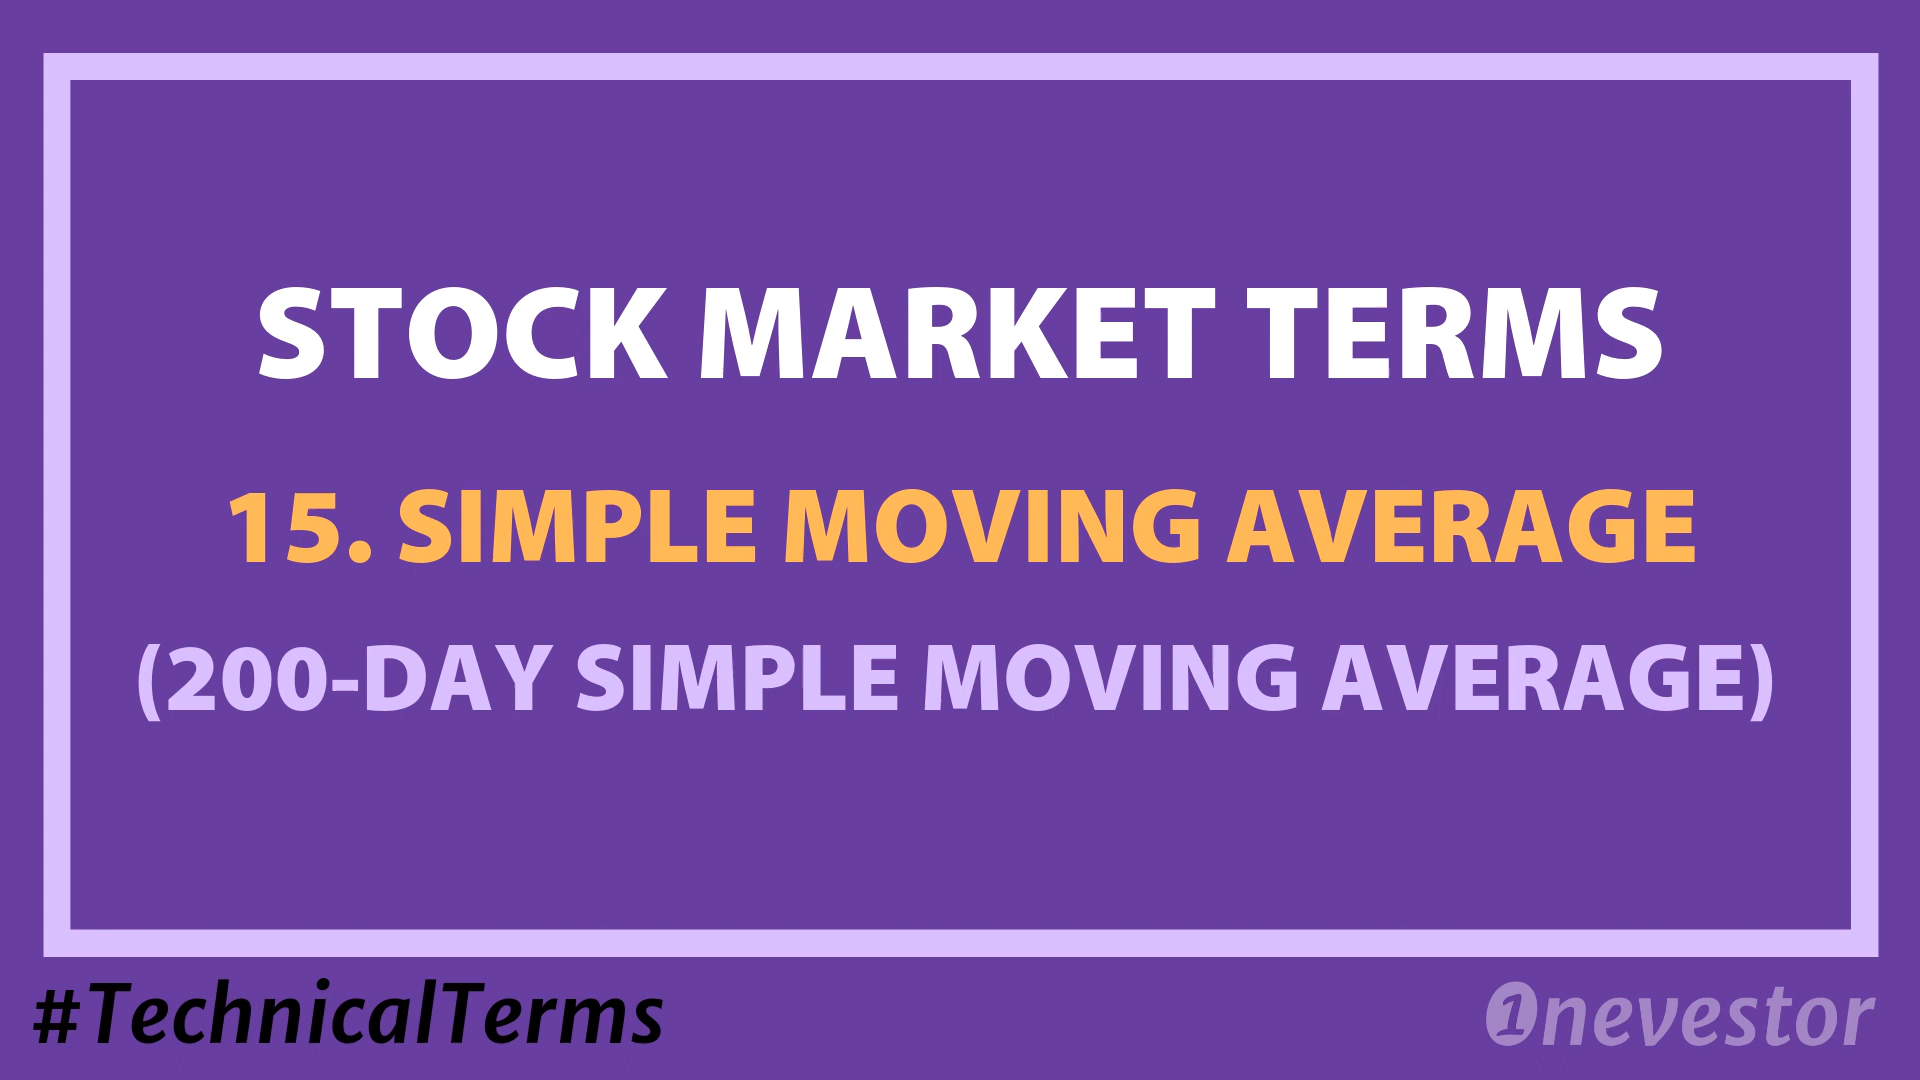 STOCK MARKET TERMS
15. SIMPLE MOVING AVERAGE
(200-DAY SIMPLE MOVING AVERAGE)
#TechnicalTerms
1nevestor